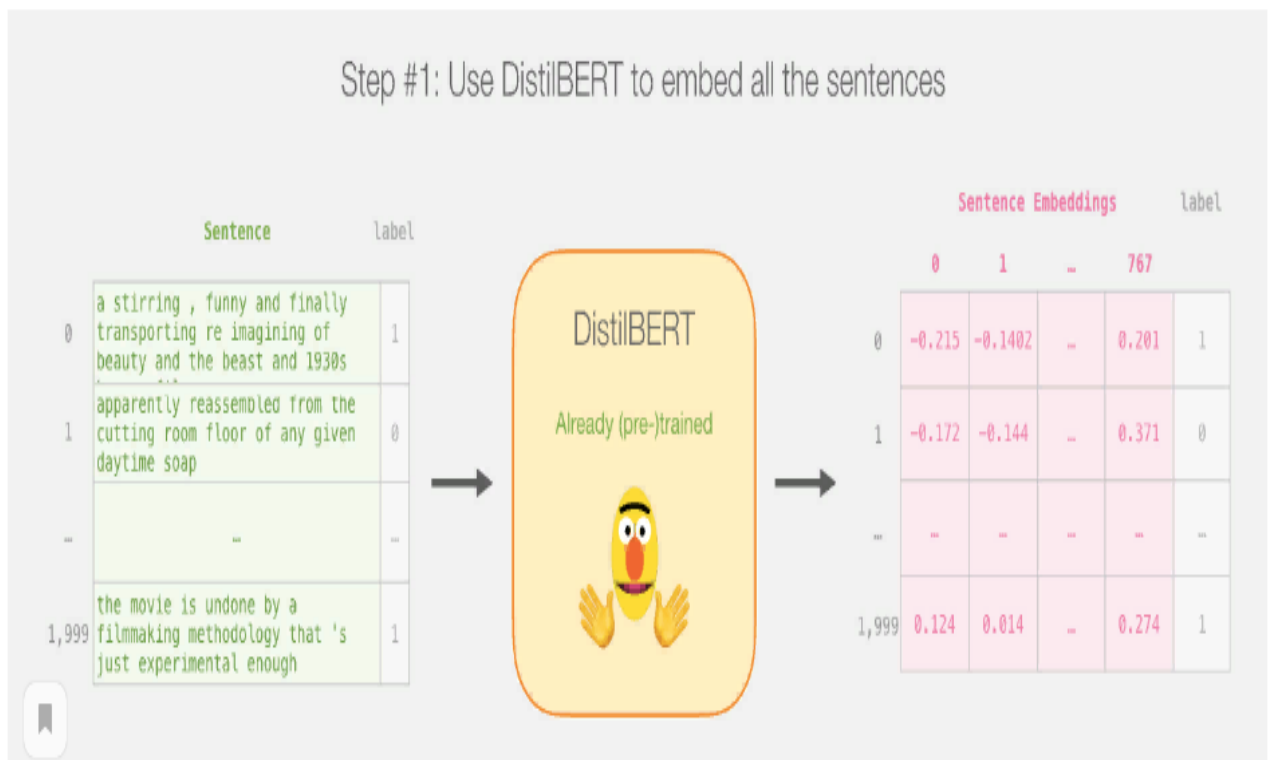 Step #1: Use DistilBERT to embed all the sentences
Sentence label
0 a stirring , funny and finally
transporting re imagining of
beauty and the beast and 1930s
1
1 apparently reassembled from the
cutting room floor of any given
daytime soap
0
… … …
1,999 the movie is undone by a
filmmaking methodology that 's
just experimental enough
1
DistilBERT
Already (pre-)trained
Sentence Embeddings label
0 1 … 767
0 -0.215 -0.1402 … 0.201 1
1 -0.172 -0.144 … 0.371 0
… … … … … …
1,999 0.124 0.014 … 0.274 1